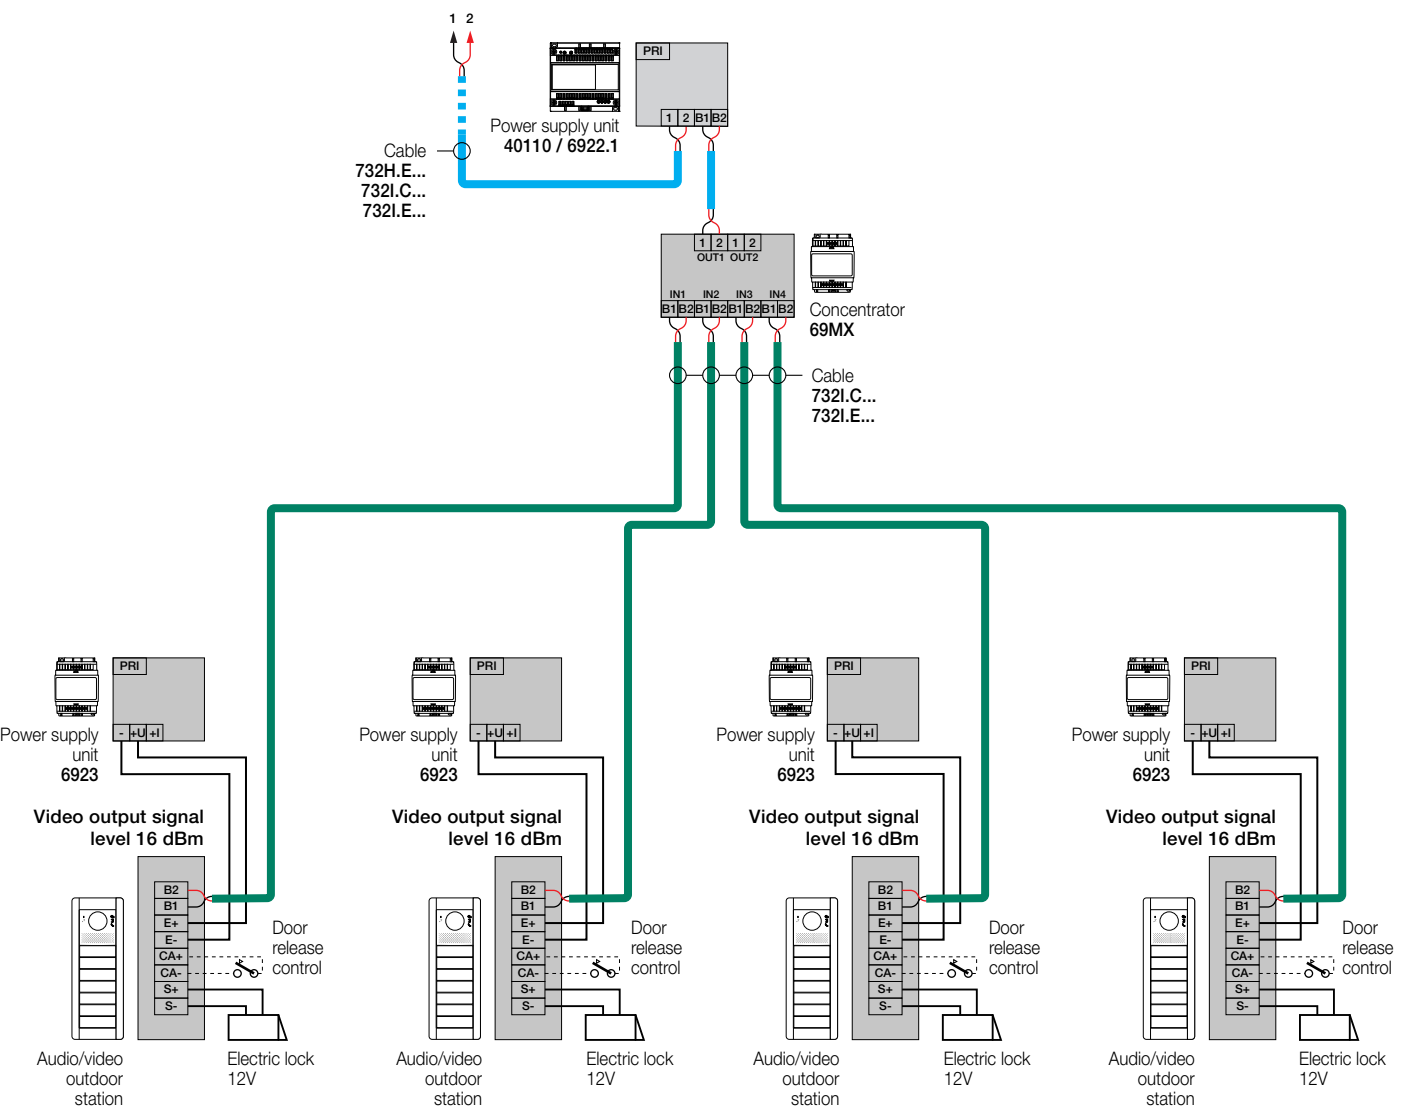 1 2
PRI
1 2 B1 B2
Power supply unit
40110 / 6922.1
Cable
732H.E...
732I.C...
732I.E...
1 2 1 2
OUT1 OUT2
IN1 IN2 IN3 IN4
B1 B2 B1 B2 B1 B2 B1 B2
Concentrator
69MX
Cable
732I.C...
732I.E...
PRI
- +U +I
Power supply
unit
6923
Video output signal
level 16 dBm
B2
B1
E+
E-
CA+
CA-
S+
S-
Door
release
control
Audio/video
outdoor
station
Electric lock
12V
PRI
- +U +I
Power supply
unit
6923
Video output signal
level 16 dBm
B2
B1
E+
E-
CA+
CA-
S+
S-
Door
release
control
Audio/video
outdoor
station
Electric lock
12V
PRI
- +U +I
Power supply
unit
6923
Video output signal
level 16 dBm
B2
B1
E+
E-
CA+
CA-
S+
S-
Door
release
control
Audio/video
outdoor
station
Electric lock
12V
PRI
- +U +I
Power supply
unit
6923
Video output signal
level 16 dBm
B2
B1
E+
E-
CA+
CA-
S+
S-
Door
release
control
Audio/video
outdoor
station
Electric lock
12V